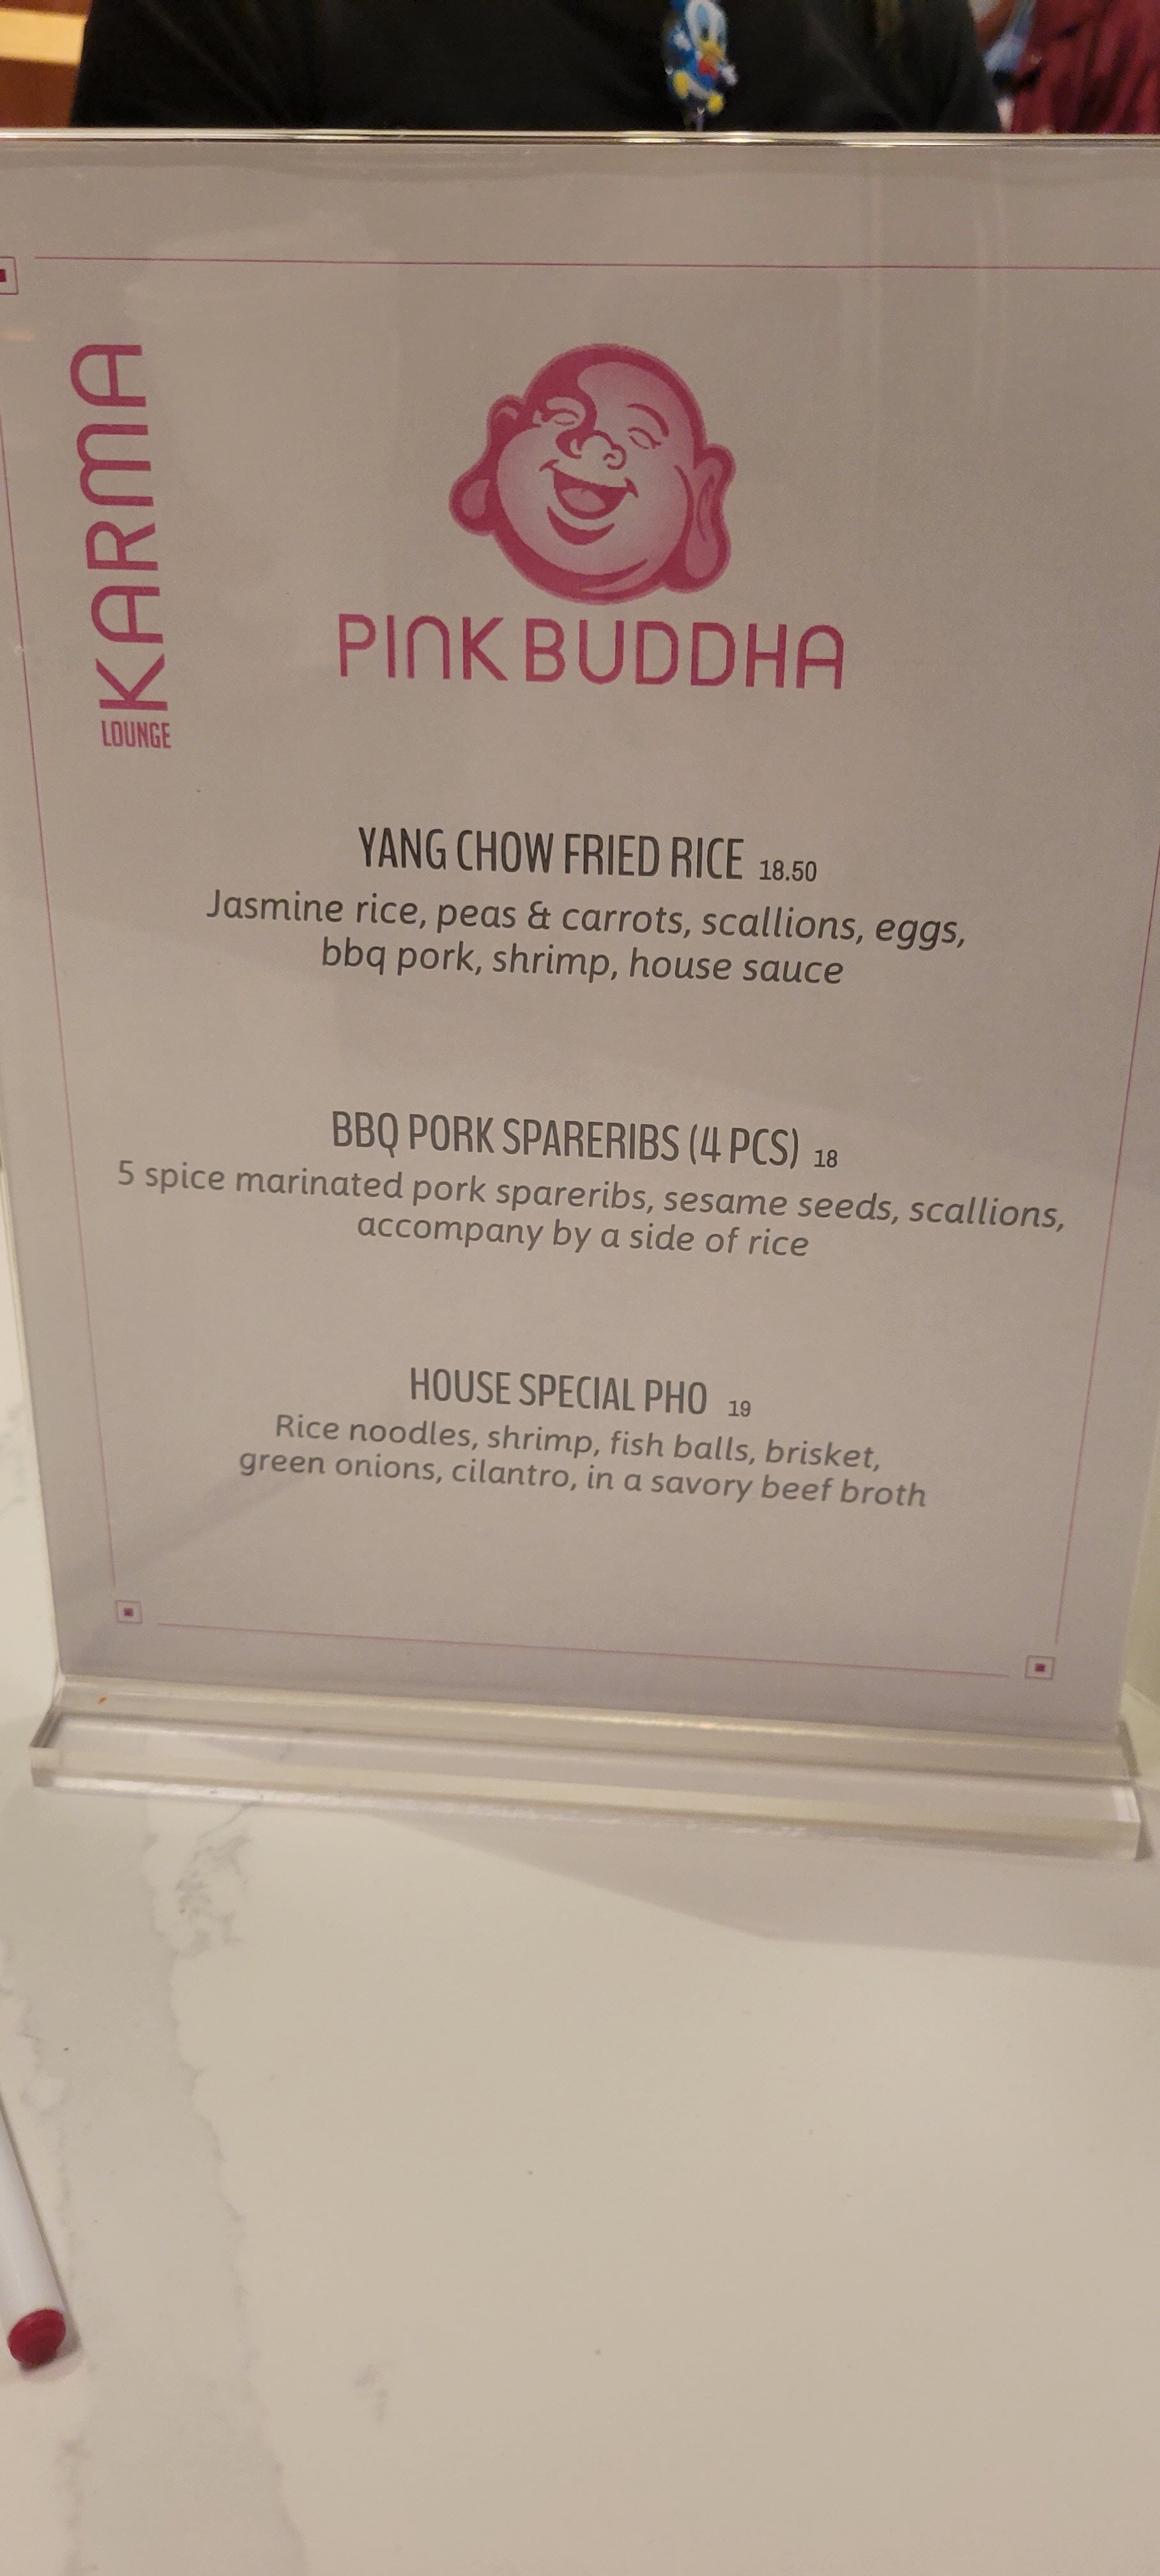 KARMA
LOUNGE
PINK BUDDHA
YANG CHOW FRIED RICE 18.50
Jasmine rice, peas & carrots, scallions, eggs,
bbq pork, shrimp, house sauce
BBQ PORK SPARERIBS (4 PCS) 18
5 spice marinated pork spareribs, sesame seeds, scallions,
accompany by a side of rice
HOUSE SPECIAL PHO 19
Rice noodles, shrimp, fish balls, brisket,
green onions, cilantro, in a savory beef broth